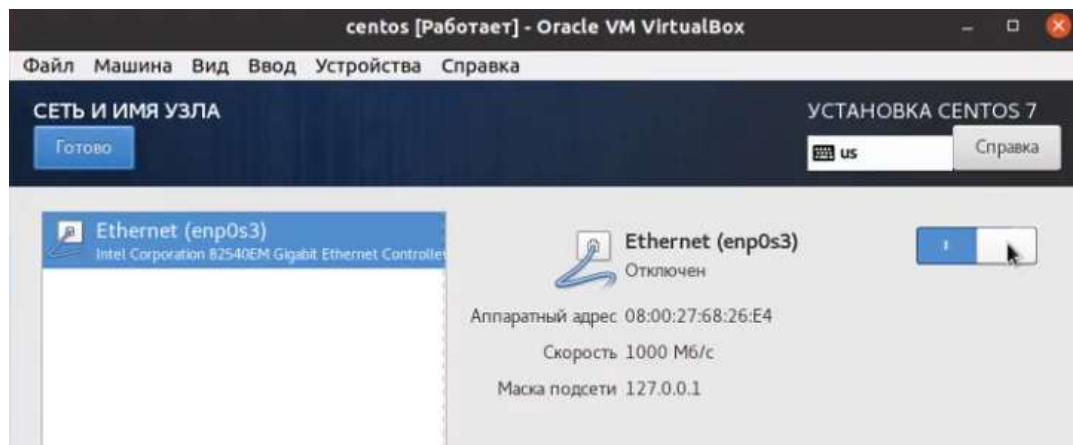 centos [Работает] - Oracle VM VirtualBox
Файл Машина Вид Ввод Устройства Справка
СЕТЬ И ИМЯ УЗЛА
УСТАНОВКА CENTOS 7
Готово
us
Справка
Ethernet (enp0s3)
Intel Corporation 82540EM Gigabit Ethernet Controlle
Ethernet (enp0s3)
Отключен
Аппаратный адрес 08:00:27:68:26:E4
Скорость 1000 Мб/с
Маска подсети 127.0.0.1